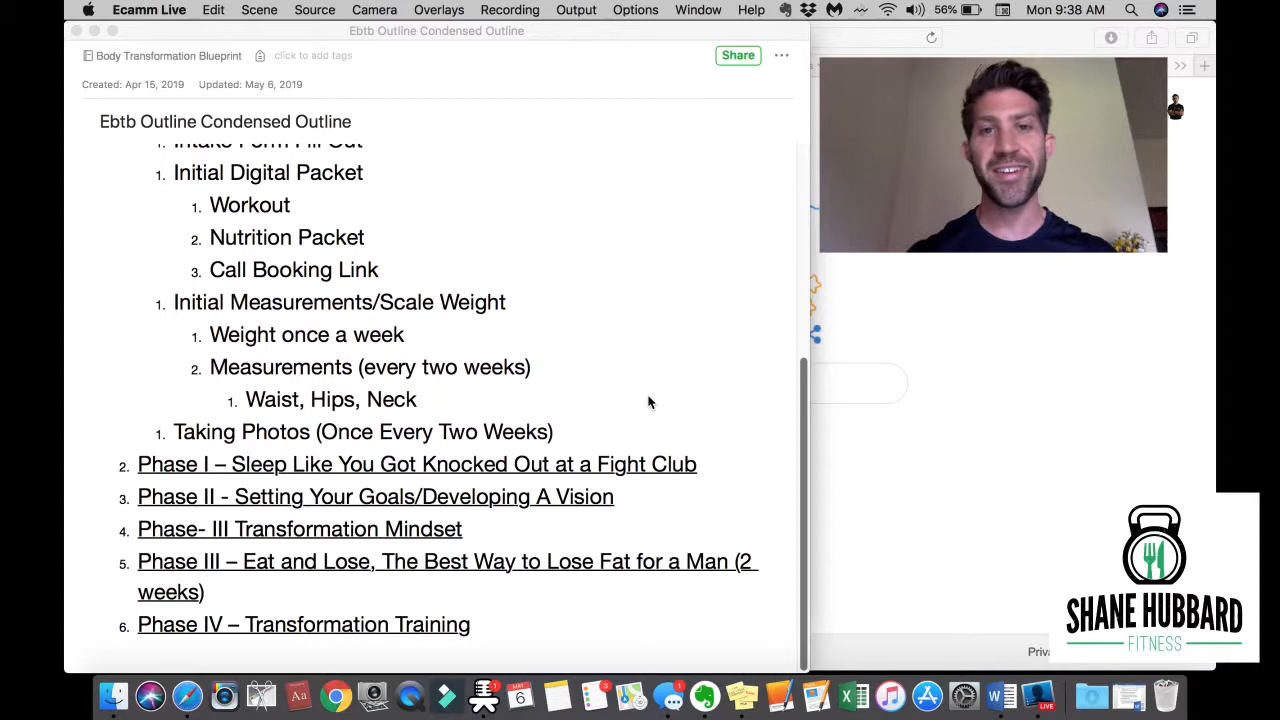 Ecamm Live Edit Scene Source Camera Overlays Recording Output Options Window Help 56% Mon 9:38 AM
Ebtb Outline Condensed Outline
Body Transformation Blueprint click to add tags Share
Created: Apr 15, 2019 Updated: May 6, 2019
Ebtb Outline Condensed Outline
1. Intake Form Fill Out
1. Initial Digital Packet
1. Workout
2. Nutrition Packet
3. Call Booking Link
1. Initial Measurements/Scale Weight
1. Weight once a week
2. Measurements (every two weeks)
1. Waist, Hips, Neck
1. Taking Photos (Once Every Two Weeks)
2. Phase I – Sleep Like You Got Knocked Out at a Fight Club
3. Phase II - Setting Your Goals/Developing A Vision
4. Phase- III Transformation Mindset
5. Phase III – Eat and Lose, The Best Way to Lose Fat for a Man (2
weeks)
6. Phase IV – Transformation Training
SHANE HUBBARD
FITNESS
Priva